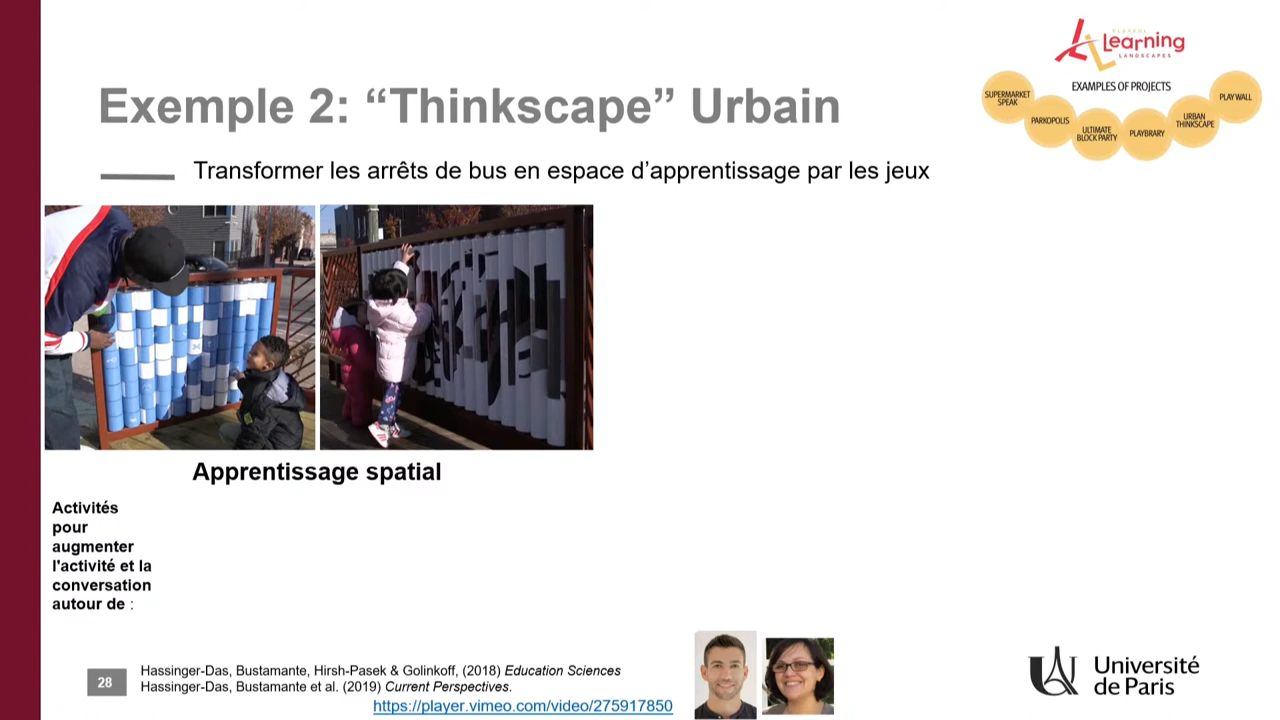 PLAYFUL
Learning
LANDSCAPES
EXAMPLES OF PROJECTS
SUPERMARKET
SPEAK
PARKOPOLIS
ULTIMATE
BLOCK PARTY
PLAYBRARY
URBAN
THINKSCAPE
PLAY WALL
Exemple 2: “Thinkscape” Urbain
Transformer les arrêts de bus en espace d’apprentissage par les jeux
Apprentissage spatial
Activités
pour
augmenter
l'activité et la
conversation
autour de :
28
Hassinger-Das, Bustamante, Hirsh-Pasek & Golinkoff, (2018) Education Sciences
Hassinger-Das, Bustamante et al. (2019) Current Perspectives.
https://player.vimeo.com/video/275917850
Université
de Paris